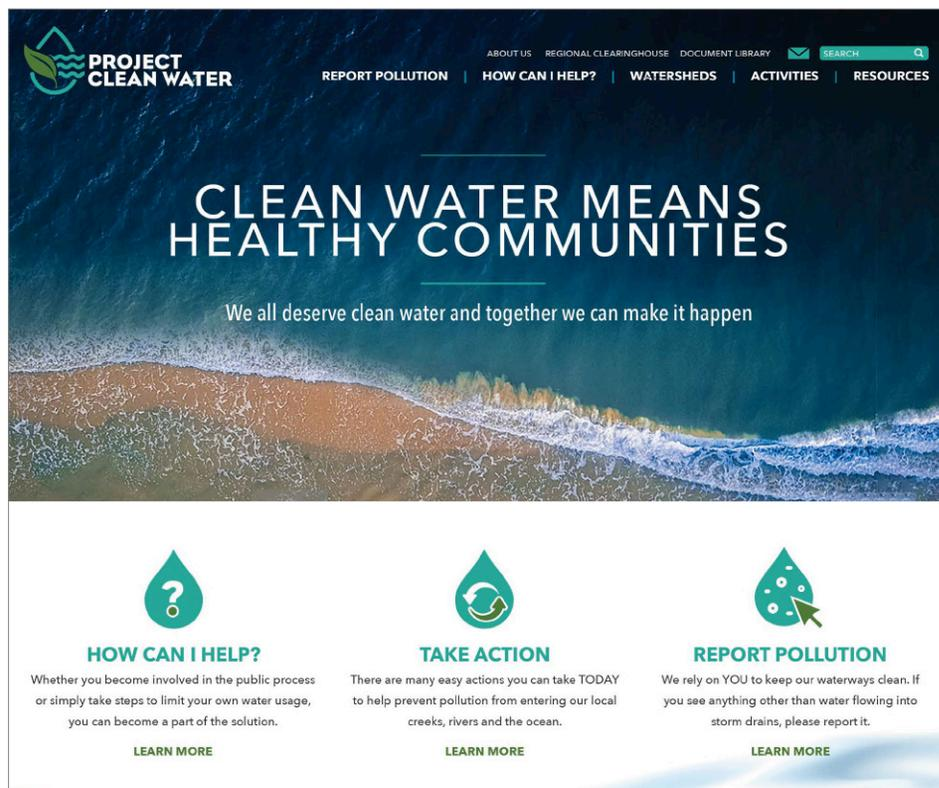 PROJECT
CLEAN WATER
ABOUT US REGIONAL CLEARINGHOUSE DOCUMENT LIBRARY SEARCH
REPORT POLLUTION | HOW CAN I HELP? | WATERSHEDS | ACTIVITIES | RESOURCES
CLEAN WATER MEANS
HEALTHY COMMUNITIES
We all deserve clean water and together we can make it happen
?
HOW CAN I HELP?
Whether you become involved in the public process
or simply take steps to limit your own water usage,
you can become a part of the solution.
LEARN MORE
TAKE ACTION
There are many easy actions you can take TODAY
to help prevent pollution from entering our local
creeks, rivers and the ocean.
LEARN MORE
REPORT POLLUTION
We rely on YOU to keep our waterways clean. If
you see anything other than water flowing into
storm drains, please report it.
LEARN MORE